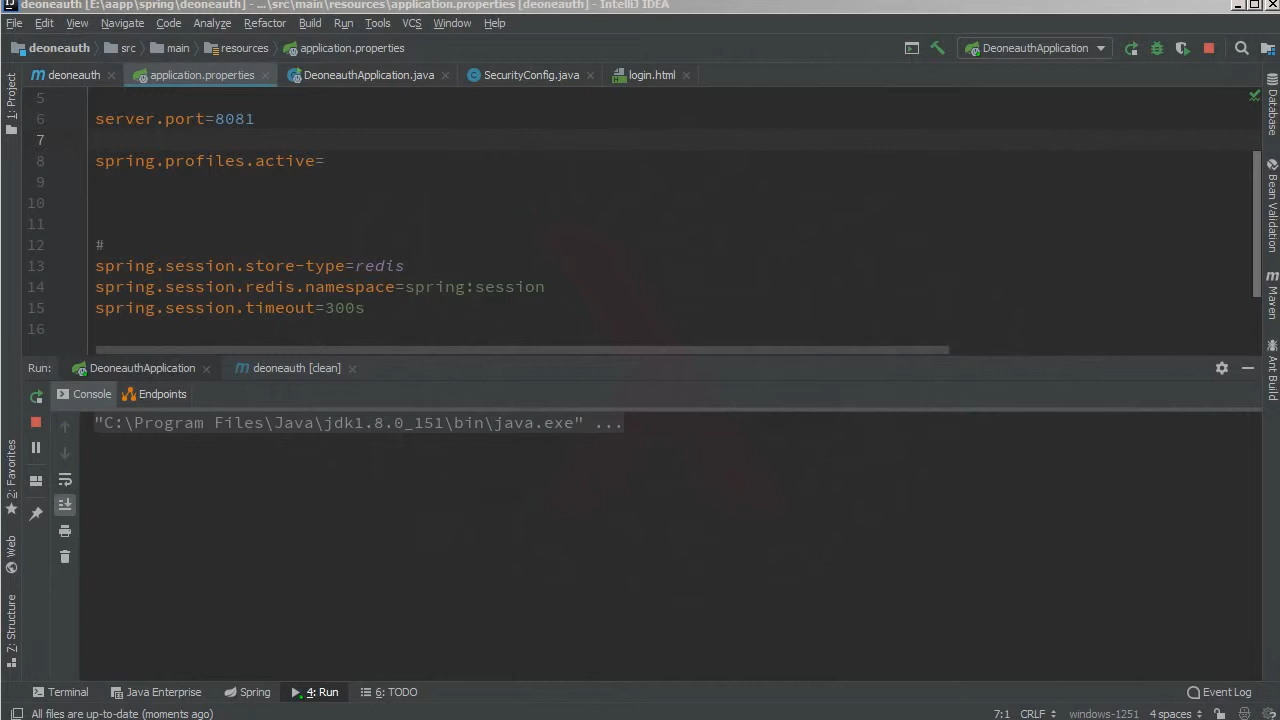 deoneauth [E:\aapp\spring\deoneauth] - ...\src\main\resources\application.properties [deoneauth] - IntelliJ IDEA
File Edit View Navigate Code Analyze Refactor Build Run Tools VCS Window Help
deoneauth src main resources application.properties DeoneauthApplication
deoneauth application.properties DeoneauthApplication.java SecurityConfig.java login.html
1: Project
2: Favorites
Web
7: Structure
5
6 server.port=8081
7
8 spring.profiles.active=
9
10
11
12 #
13 spring.session.store-type=redis
14 spring.session.redis.namespace=spring:session
15 spring.session.timeout=300s
16
Database
Bean Validation
Maven
Ant Build
Run: DeoneauthApplication deoneauth [clean]
Console Endpoints
"C:\Program Files\Java\jdk1.8.0_151\bin\java.exe" ...
Terminal Java Enterprise Spring 4: Run 6: TODO Event Log
All files are up-to-date (moments ago) 7:1 CRLF windows-1251 4 spaces